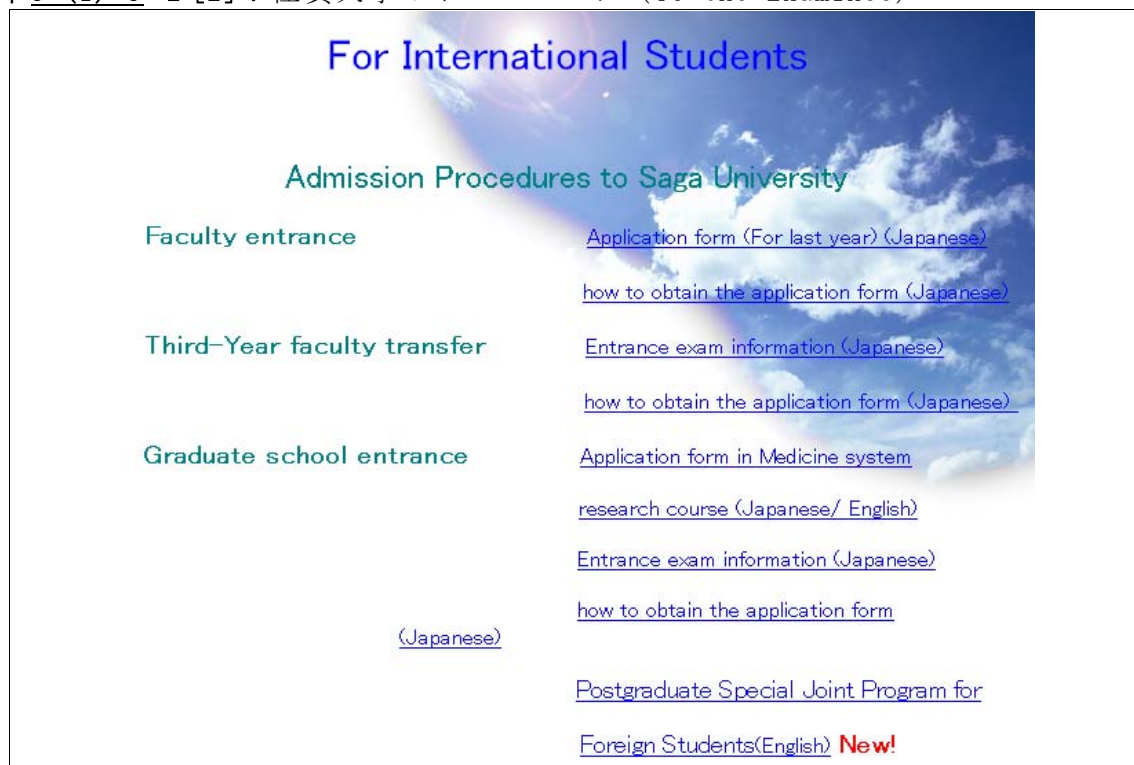 For International Students
Admission Procedures to Saga University
Faculty entrance Application form (For last year) (Japanese)
how to obtain the application form (Japanese)
Third-Year faculty transfer Entrance exam information (Japanese)
how to obtain the application form (Japanese)
Graduate school entrance Application form in Medicine system
research course (Japanese/ English)
Entrance exam information (Japanese)
how to obtain the application form
(Japanese)
Postgraduate Special Joint Program for
Foreign Students(English) New!